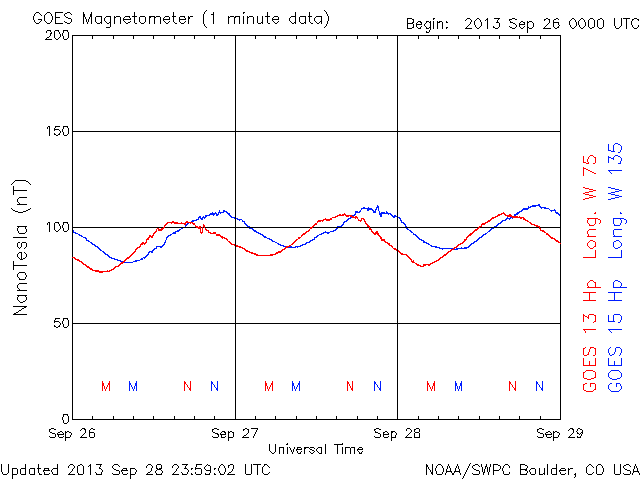 GOES Magnetometer (1 minute data)
Begin: 2013 Sep 26 0000 UTC
200
150
100
50
0
NanoTesla (nT)
M M N N M M N N M M N N
Sep 26 Sep 27 Sep 28 Sep 29
Universal Time
GOES 13 Hp Long. W 75
GOES 15 Hp Long. W 135
Updated 2013 Sep 28 23:59:02 UTC
NOAA/SWPC Boulder, CO USA